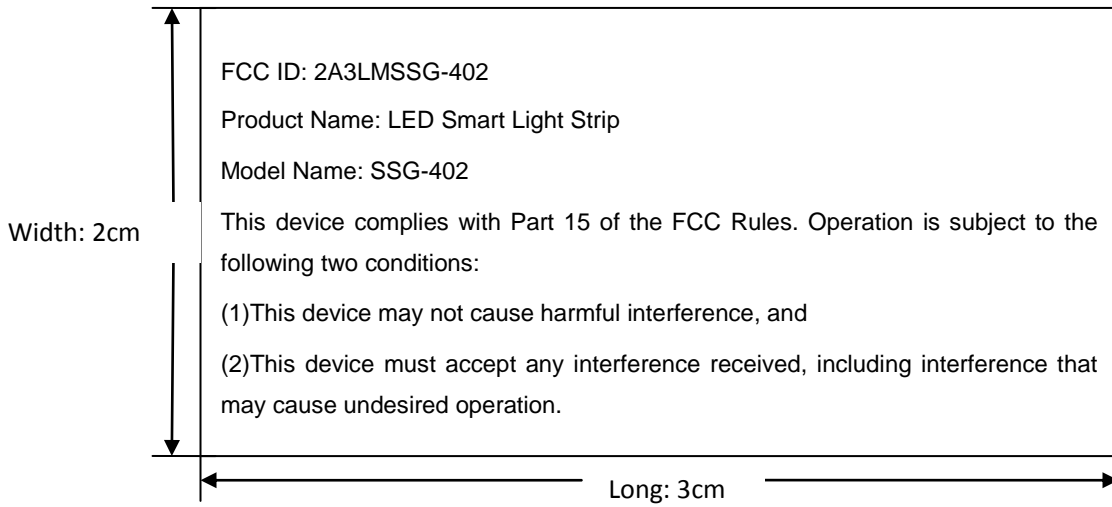 FCC ID: 2A3LMSSG-402
Product Name: LED Smart Light Strip
Model Name: SSG-402
Width: 2cm
This device complies with Part 15 of the FCC Rules. Operation is subject to the
following two conditions:
(1)This device may not cause harmful interference, and
(2)This device must accept any interference received, including interference that
may cause undesired operation.
Long: 3cm